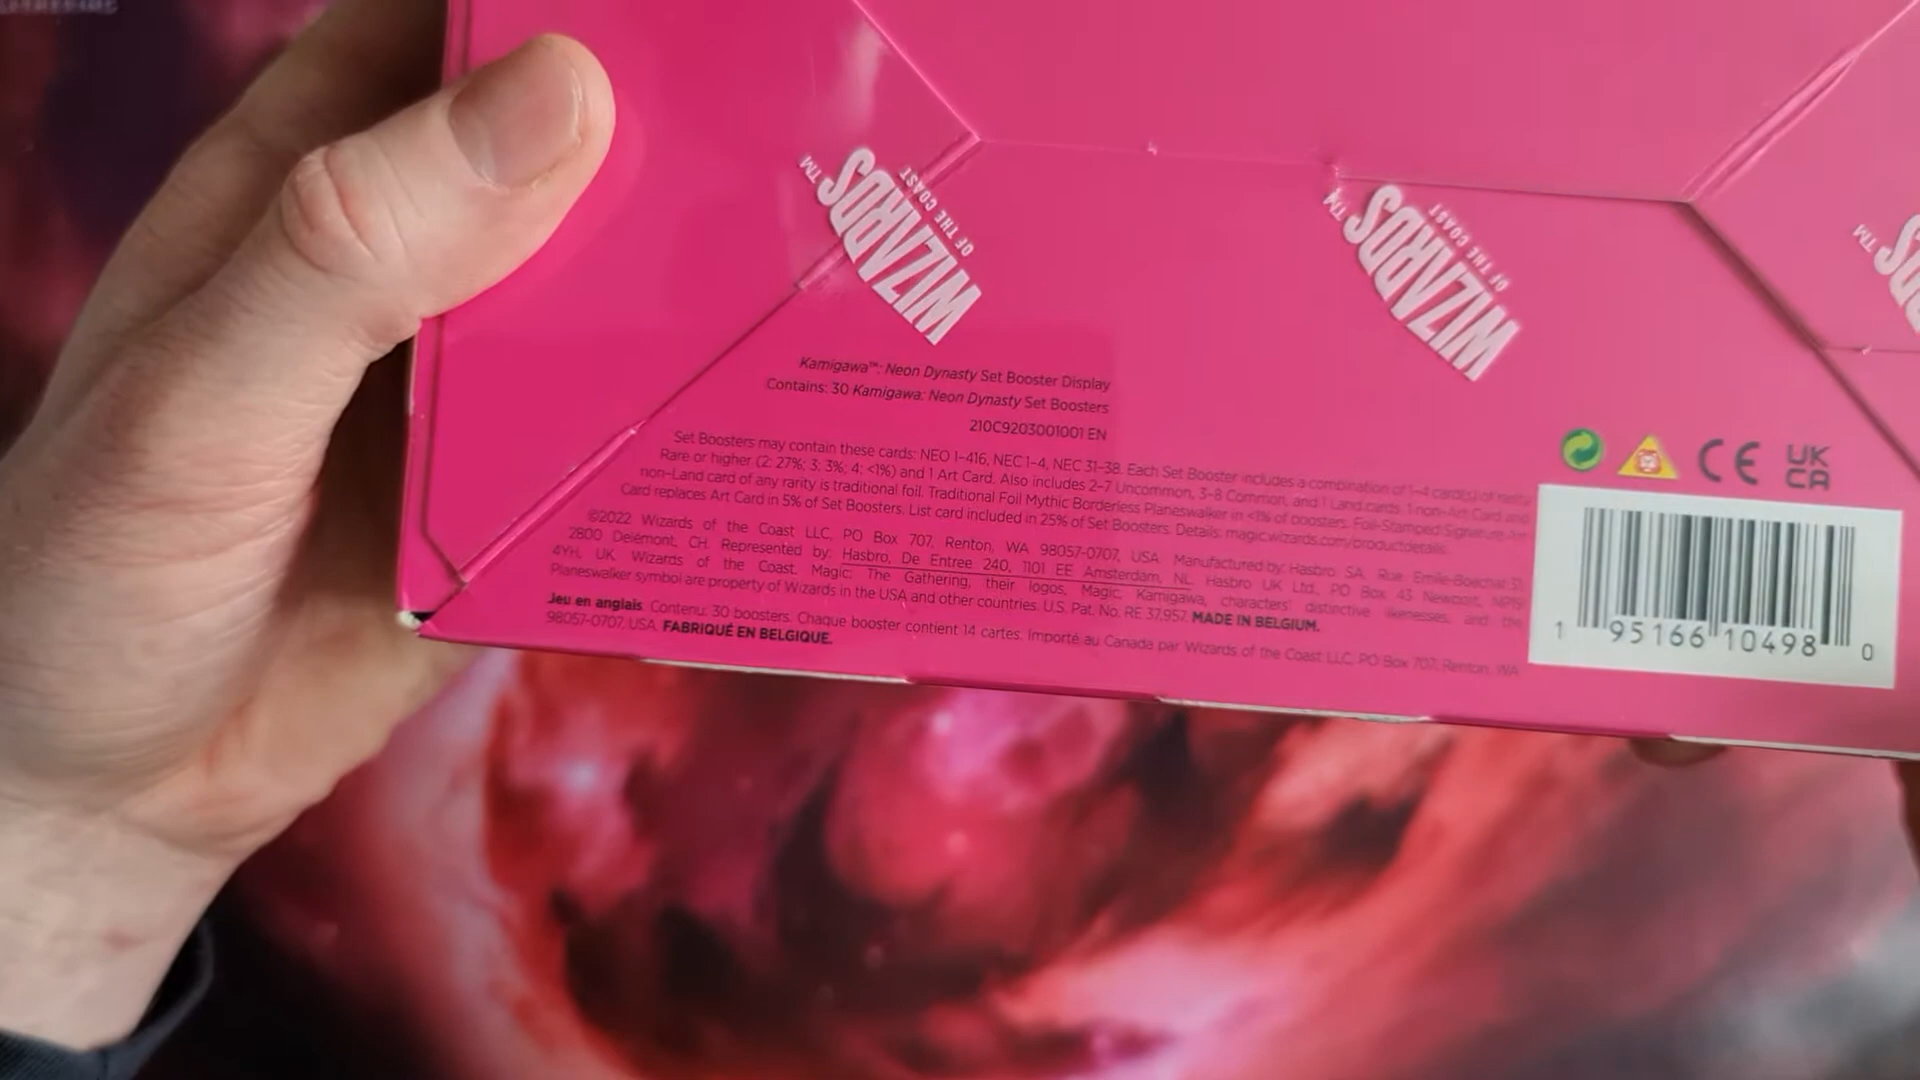 WIZARDS™
OF THE COAST
WIZARDS™
OF THE COAST
Kamigawa™: Neon Dynasty Set Booster Display
Contains: 30 Kamigawa: Neon Dynasty Set Boosters
210C9203001001 EN
Set Boosters may contain these cards: NEO 1–416, NEC 1–4, NEC 31–38. Each Set Booster includes a combination of 1–4 card(s) of rarity
Rare or higher (2: 27%; 3: 3%; 4: <1%) and 1 Art Card. Also includes 2–7 Uncommon, 3–8 Common, and 1 Land cards. 1 non-Art Card and
non–Land card of any rarity is traditional foil. Traditional Foil Mythic Borderless Planeswalker in <1% of boosters. Foil-Stamped Signature Art
Card replaces Art Card in 5% of Set Boosters. List card included in 25% of Set Boosters. Details: magic.wizards.com/productdetails.
©2022 Wizards of the Coast LLC, PO Box 707, Renton, WA 98057-0707, USA. Manufactured by: Hasbro SA, Rue Emile-Boéchat 31,
2800 Delémont, CH. Represented by: Hasbro, De Entree 240, 1101 EE Amsterdam, NL. Hasbro UK Ltd., PO Box 43 Newport, NP19
4YH, UK. Wizards of the Coast, Magic: The Gathering, their logos, Magic, Kamigawa, characters' distinctive likenesses, and the
Planeswalker symbol are property of Wizards in the USA and other countries. U.S. Pat. No. RE 37,957. MADE IN BELGIUM.
Jeu en anglais. Contenu: 30 boosters. Chaque booster contient 14 cartes. Importé au Canada par Wizards of the Coast LLC, PO Box 707, Renton, WA
98057-0707, USA. FABRIQUÉ EN BELGIQUE.
CE
UK
CA
1 95166 10498 0